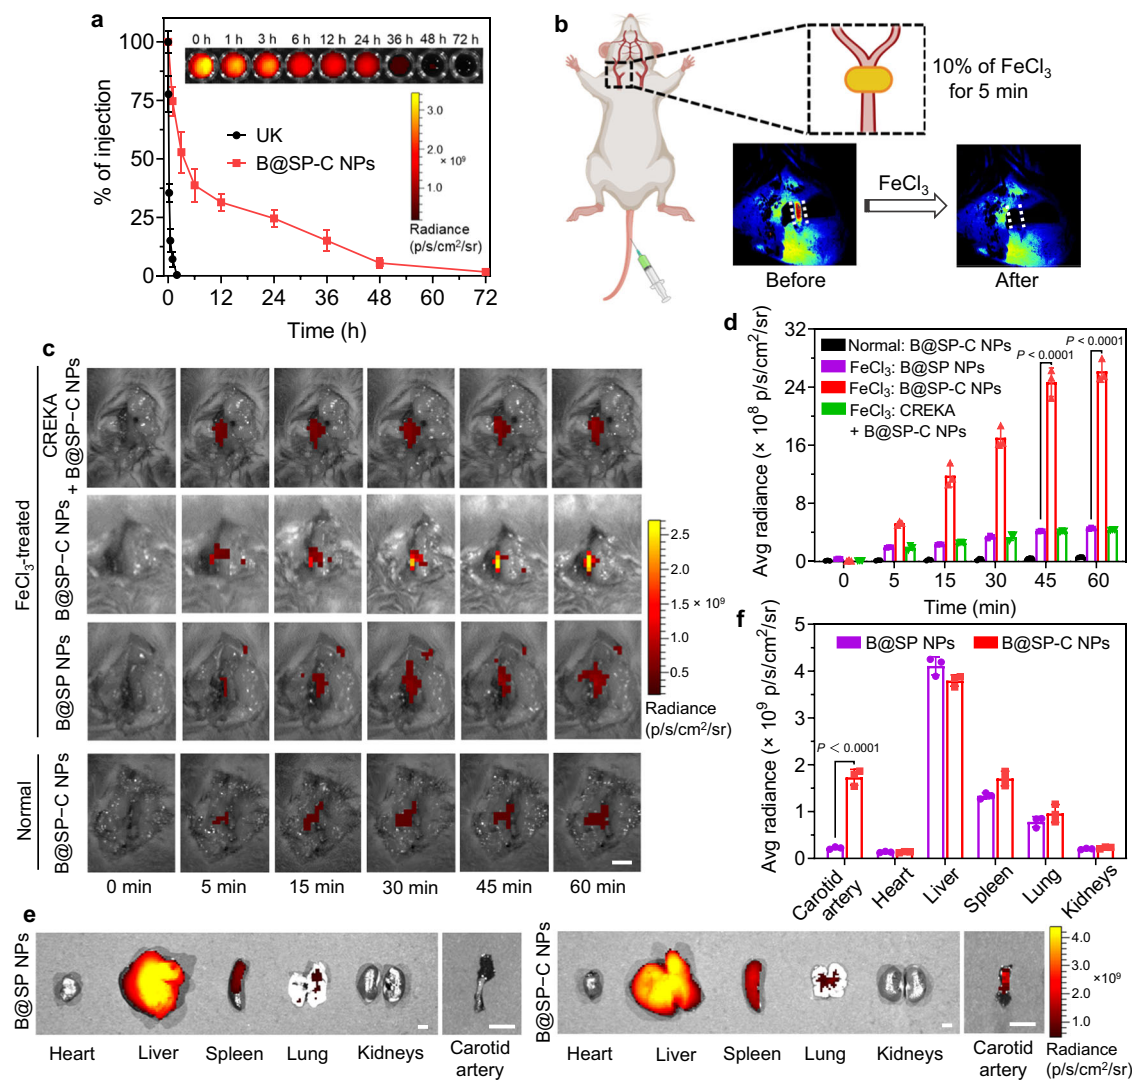 a
0 h 1 h 3 h 6 h 12 h 24 h 36 h 48 h 72 h
100
75
50
25
0
% of injection
UK
B@SP-C NPs
3.0
2.0
× 10⁹
1.0
Radiance
(p/s/cm²/sr)
0 12 24 36 48 60 72
Time (h)
b
10% of FeCl₃
for 5 min
FeCl₃
Before
After
c
FeCl₃-treated
CREKA
+ B@SP−C NPs
B@SP−C NPs
B@SP NPs
Normal
B@SP−C NPs
0 min 5 min 15 min 30 min 45 min 60 min
2.5
2.0
1.5 × 10⁹
1.0
0.5
Radiance
(p/s/cm²/sr)
d
Avg radiance (× 10⁸ p/s/cm²/sr)
32
24
16
8
0
Normal: B@SP-C NPs
FeCl₃: B@SP NPs
FeCl₃: B@SP-C NPs
FeCl₃: CREKA
+ B@SP-C NPs
P < 0.0001
P < 0.0001
0 5 15 30 45 60
Time (min)
f
Avg radiance (× 10⁹ p/s/cm²/sr)
5
4
3
2
1
0
B@SP NPs
B@SP-C NPs
P < 0.0001
Carotid
artery
Heart
Liver
Spleen
Lung
Kidneys
e
B@SP NPs
Heart Liver Spleen Lung Kidneys Carotid
artery
B@SP−C NPs
Heart Liver Spleen Lung Kidneys Carotid
artery
4.0
3.0
×10⁹
2.0
1.0
Radiance
(p/s/cm²/sr)